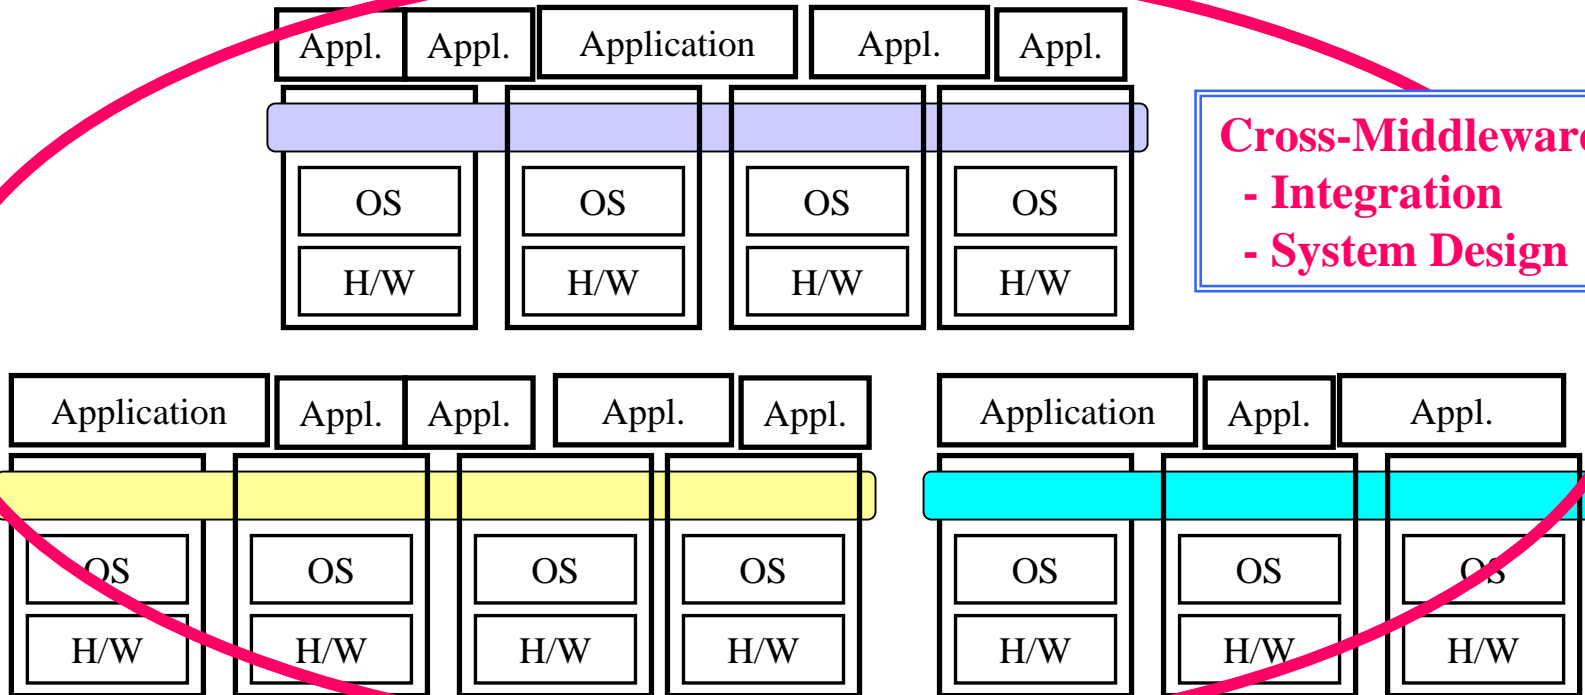 Appl. Appl. Application Appl. Appl.
Cross-Middleware
- Integration
- System Design
OS OS OS OS
H/W H/W H/W H/W
Application Appl. Appl. Appl. Appl.
Application Appl. Appl.
OS OS OS OS
OS OS OS
H/W H/W H/W H/W
H/W H/W H/W